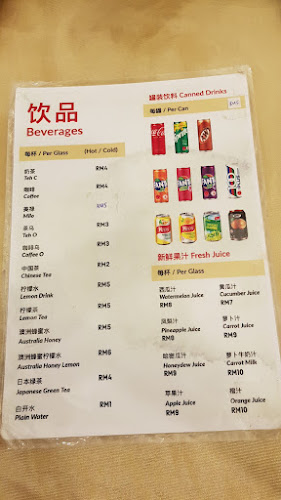 饮品
Beverages
每杯 / Per Glass (Hot / Cold)
奶茶 RM4
Teh C
咖啡 RM4
Coffee
美禄 RM5
Milo
茶乌 RM3
Teh O
咖啡乌 RM3
Coffee O
中国茶 RM2
Chinese Tea
柠檬水 RM5
Lemon Drink
柠檬茶 RM5
Lemon Tea
澳洲蜂蜜水 RM5
Australia Honey
澳洲蜂蜜柠檬水 RM6
Australia Honey Lemon
日本绿茶 RM4
Japanese Green Tea
白开水 RM1
Plain Water
罐装饮料 Canned Drinks
每罐 / Per Can
新鲜果汁 Fresh Juice
每杯 / Per Glass
西瓜汁
Watermelon Juice
RM8
黄瓜汁
Cucumber Juice
RM7
凤梨汁
Pineapple Juice
RM9
萝卜汁
Carrot Juice
RM9
哈密瓜汁
Honeydew Juice
RM9
萝卜牛奶汁
Carrot Milk
RM10
苹果汁
Apple Juice
RM9
橙汁
Orange Juice
RM10